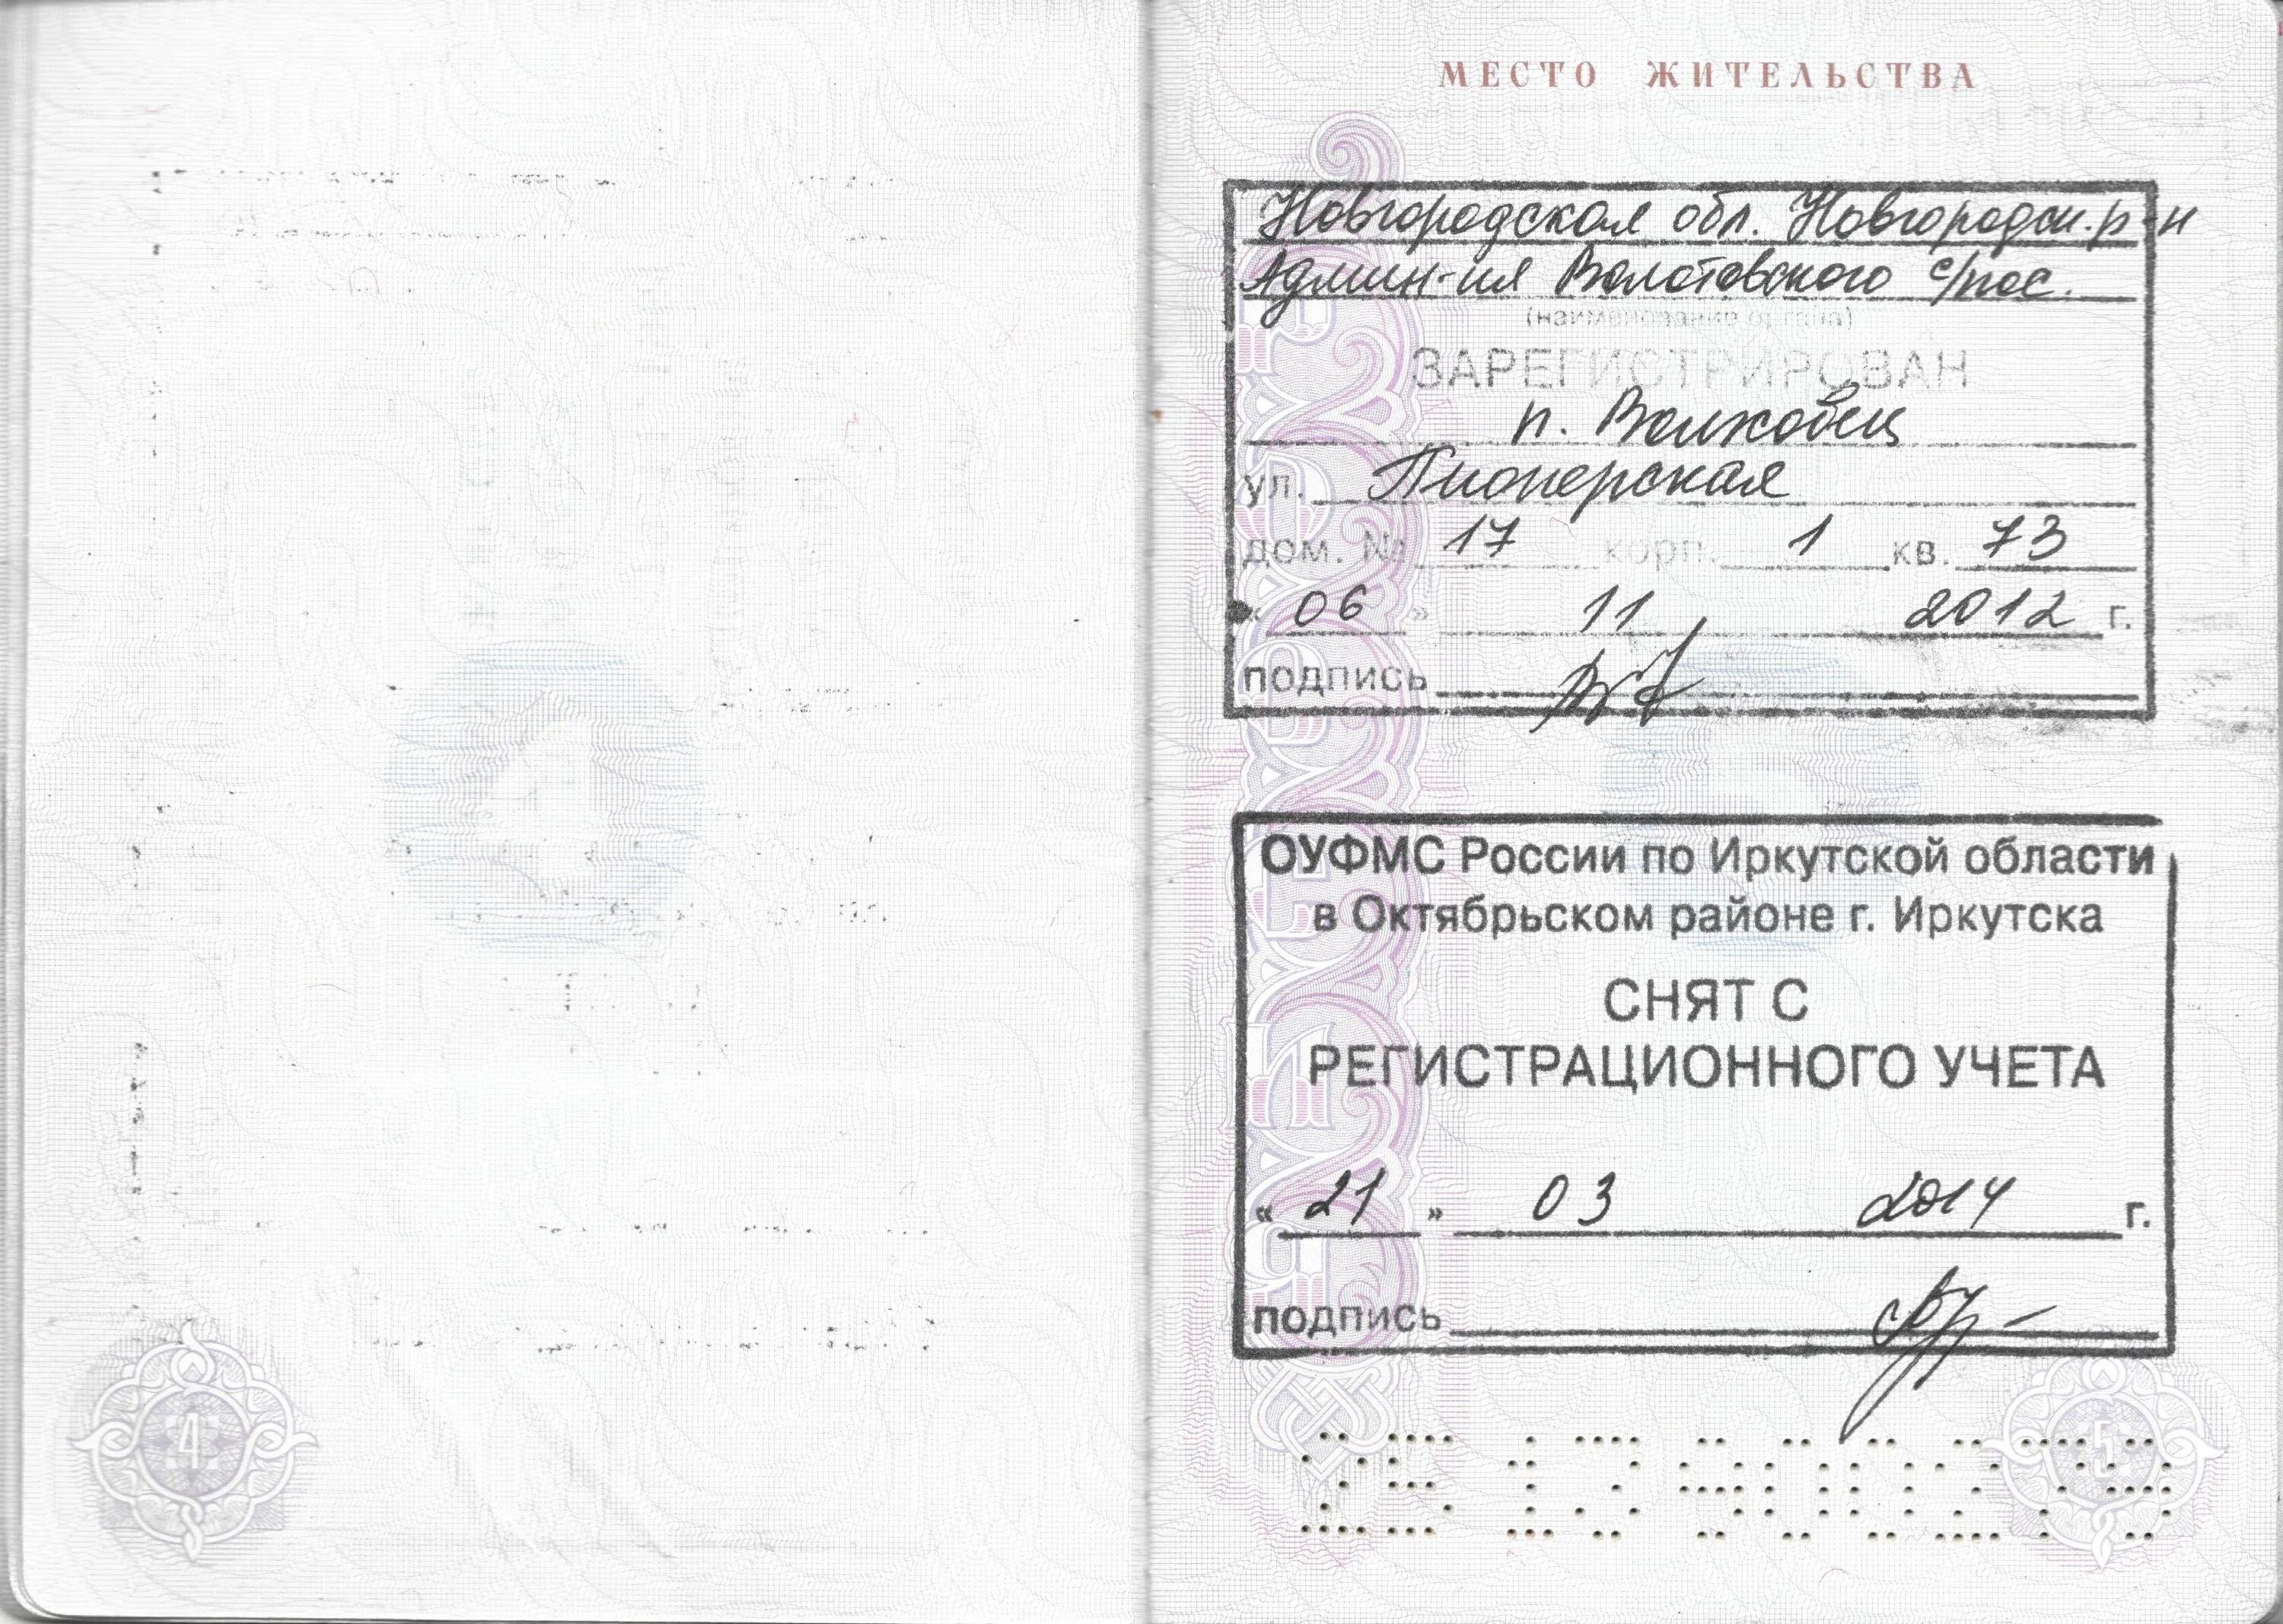 МЕСТО ЖИТЕЛЬСТВА
Новгородская обл. Новгородск. р-н
Админ-ия Волотовского с/пос.
(наименование органа)
ЗАРЕГИСТРИРОВАН
п. Волховец
ул. Пионерская
дом. № 17 корп. 1 кв. 73
« 06 » 11 2012 г.
подпись
ОУФМС России по Иркутской области
в Октябрьском районе г. Иркутска
СНЯТ С
РЕГИСТРАЦИОННОГО УЧЕТА
« 21 » 03 2014 г.
подпись
4
5